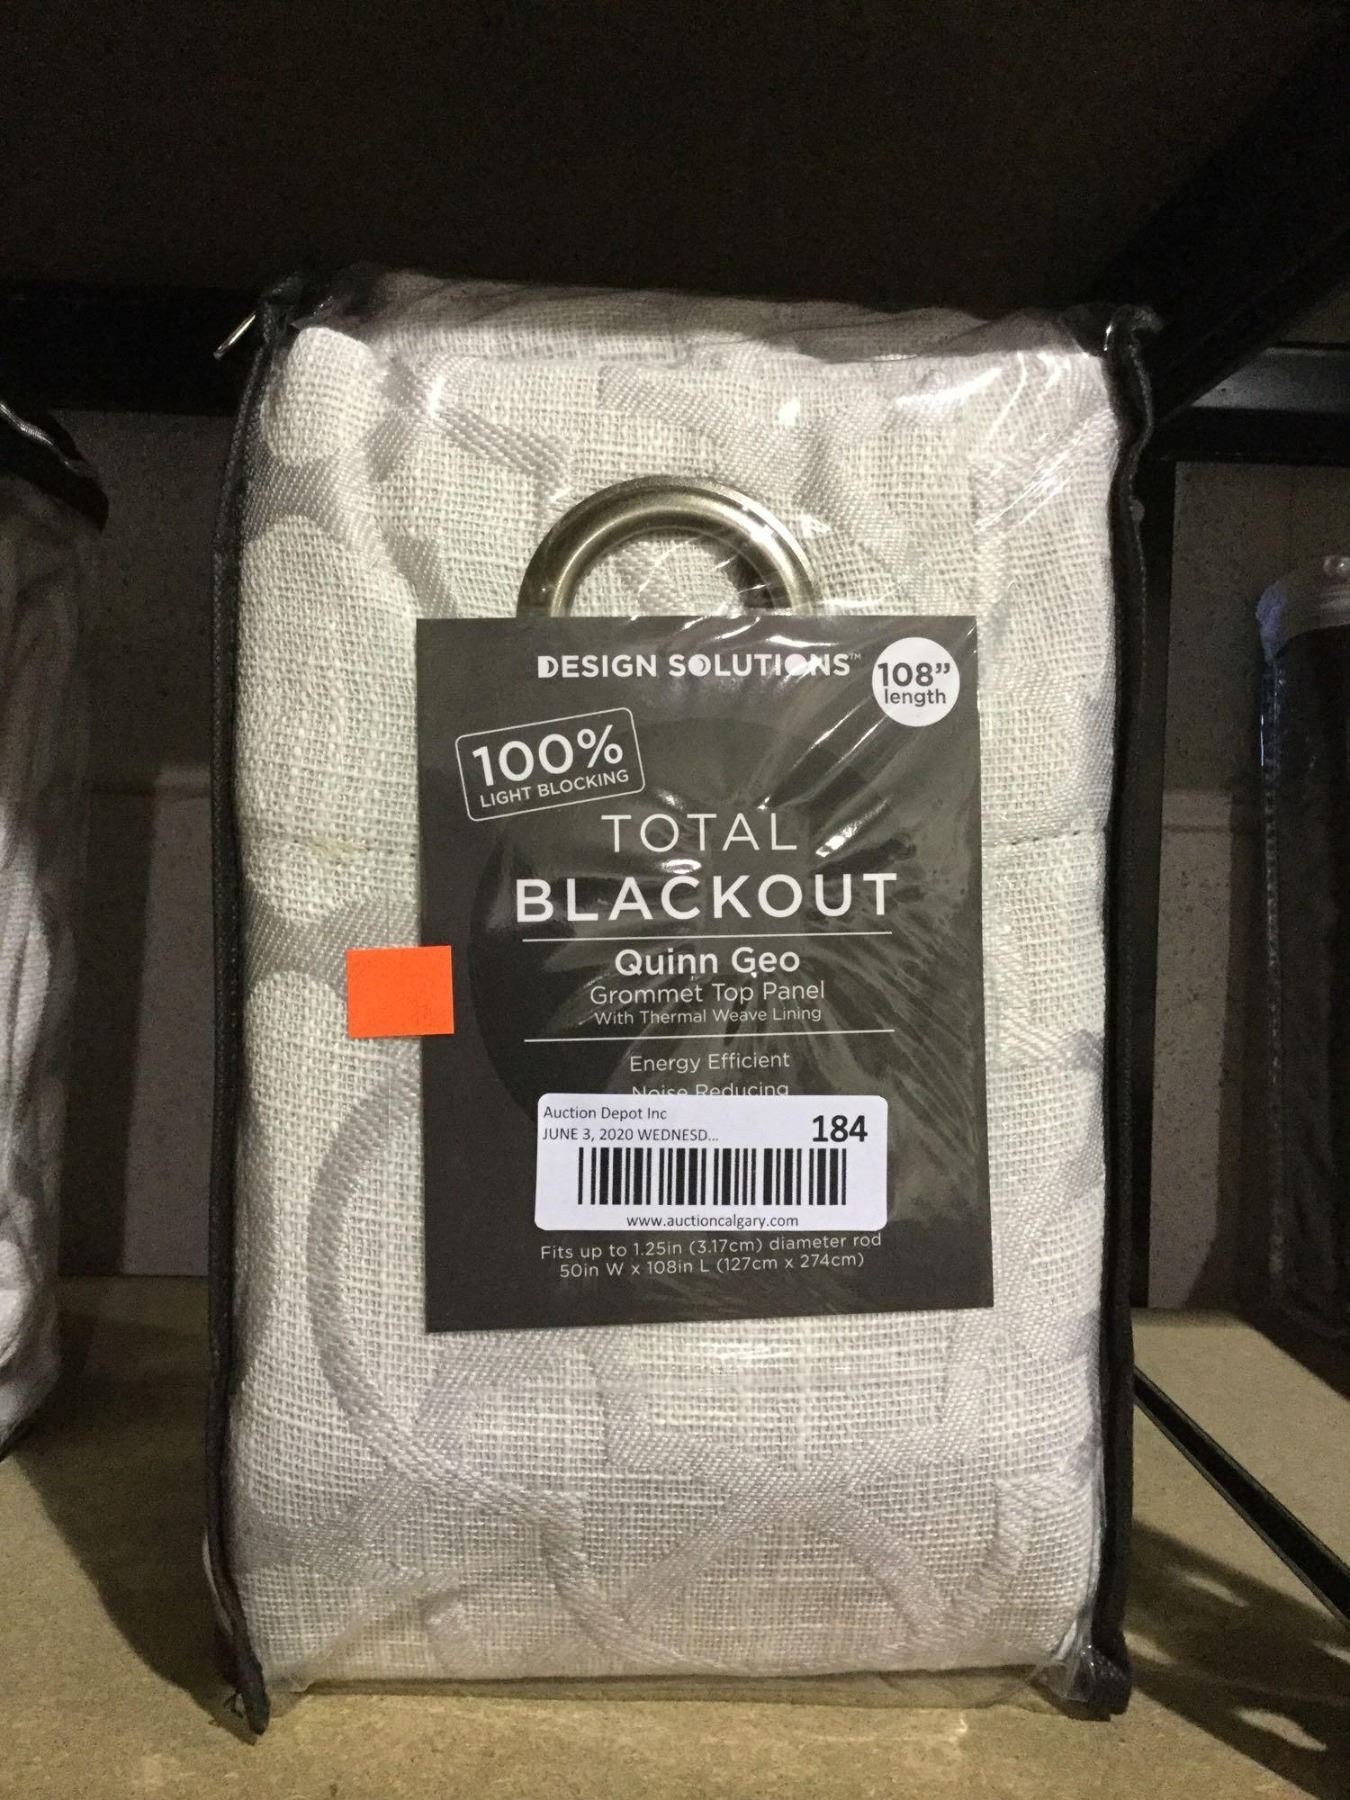 DESIGN SOLUTIONS™
108"
length
100%
LIGHT BLOCKING
TOTAL
BLACKOUT
Quinn Geo
Grommet Top Panel
With Thermal Weave Lining
Energy Efficient
Noise Reducing
Auction Depot Inc
JUNE 3, 2020 WEDNESD...
184
www.auctioncalgary.com
Fits up to 1.25in (3.17cm) diameter rod
50in W x 108in L (127cm x 274cm)